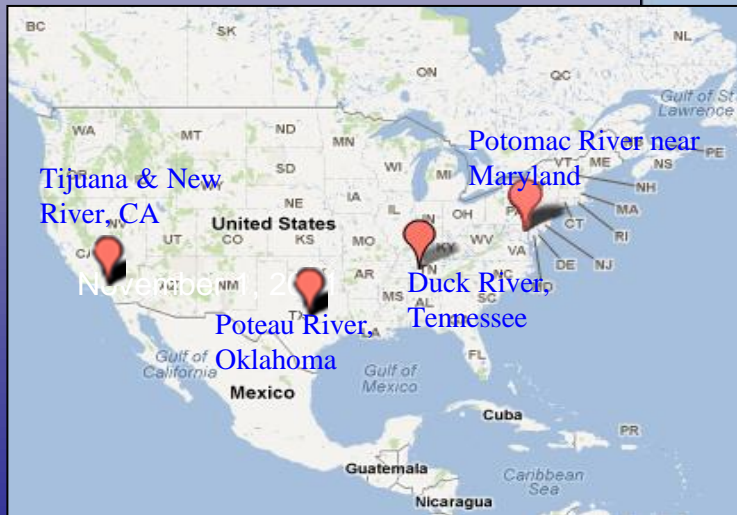 BC
SK
NL
ON
QC
Gulf of St
Lawrence
WA
MT
ND
MN
Potomac River near
Maryland
VT
ME
NS
PE
NH
MA
CT
RI
Tijuana & New
River, CA
SD
WI
MI
NE
IA
IL
IN
OH
PA
United States
NV
UT
CO
KS
MO
KY
WV
VA
DE
NJ
CA
November 1, 20
NM
AR
TN
NC
MS
AL
SC
Duck River,
Tennessee
TX
LA
Poteau River,
Oklahoma
FL
Gulf of
California
Gulf of
Mexico
Mexico
Cuba
PR
Guatemala
Caribbean
Sea
Nicaragua